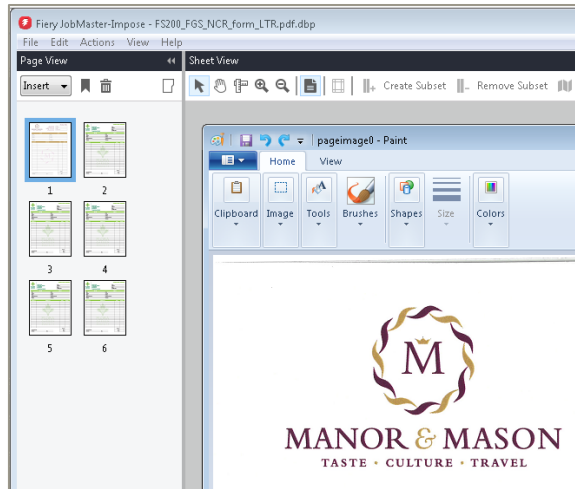 Fiery JobMaster-Impose - FS200_FGS_NCR_form_LTR.pdf.dbp
File Edit Actions View Help
Page View
Sheet View
Insert
Create Subset
Remove Subset
1
2
3
4
5
6
pageimage0 - Paint
Home
View
Clipboard
Image
Tools
Brushes
Shapes
Size
Colors
M
MANOR & MASON
TASTE • CULTURE • TRAVEL